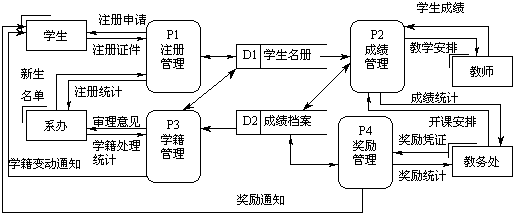 学生成绩
注册申请
P1
注册
管理
P2
成绩
管理
学生
注册证件
教学安排
D1
学生名册
教师
新生
名单
注册统计
成绩统计
系办
审理意见
P3
学籍
管理
D2
成绩档案
开课安排
P4
奖励
管理
奖励凭证
学籍处理
统计
教务处
学籍变动通知
奖励统计
奖励通知